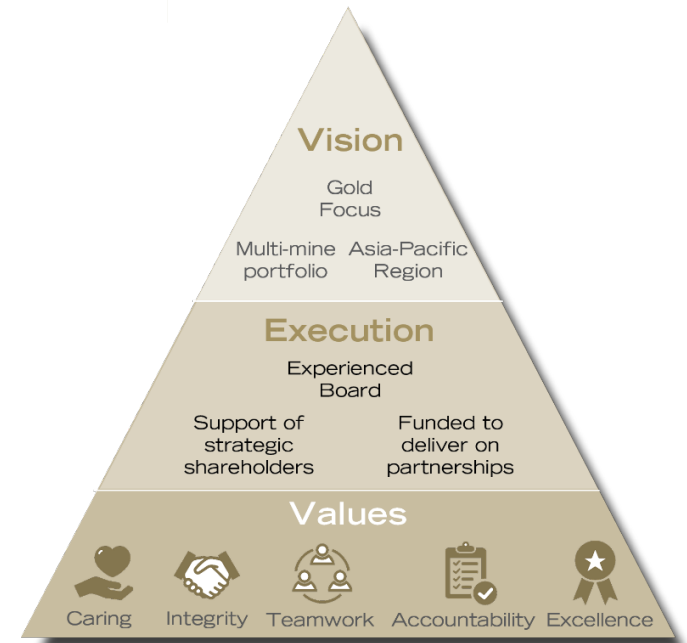 Vision
Gold
Focus
Multi-mine
portfolio
Asia-Pacific
Region
Execution
Experienced
Board
Support of
strategic
shareholders
Funded to
deliver on
partnerships
Values
Caring
Integrity
Teamwork
Accountability
Excellence